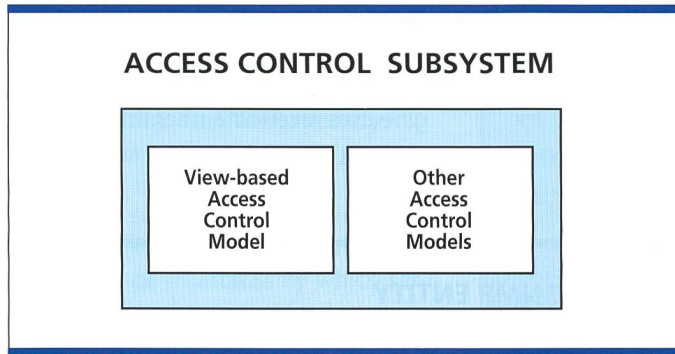 ACCESS CONTROL SUBSYSTEM
View-based
Access
Control
Model
Other
Access
Control
Models